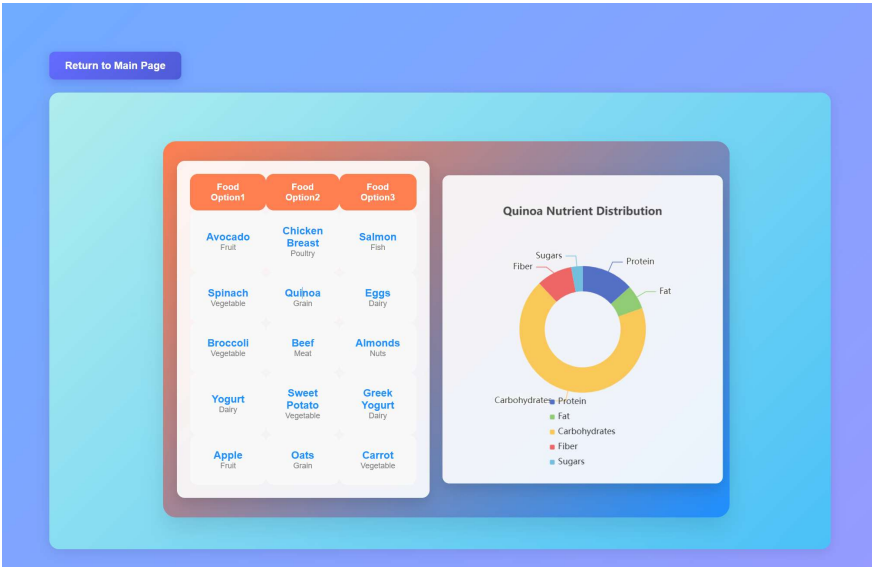 Return to Main Page
Food Option1
Food Option2
Food Option3
Avocado
Fruit
Chicken Breast
Poultry
Salmon
Fish
Spinach
Vegetable
Quinoa
Grain
Eggs
Dairy
Broccoli
Vegetable
Beef
Meat
Almonds
Nuts
Yogurt
Dairy
Sweet Potato
Vegetable
Greek Yogurt
Dairy
Apple
Fruit
Oats
Grain
Carrot
Vegetable
Quinoa Nutrient Distribution
Sugars
Protein
Fiber
Fat
Carbohydrates
Protein
Fat
Carbohydrates
Fiber
Sugars